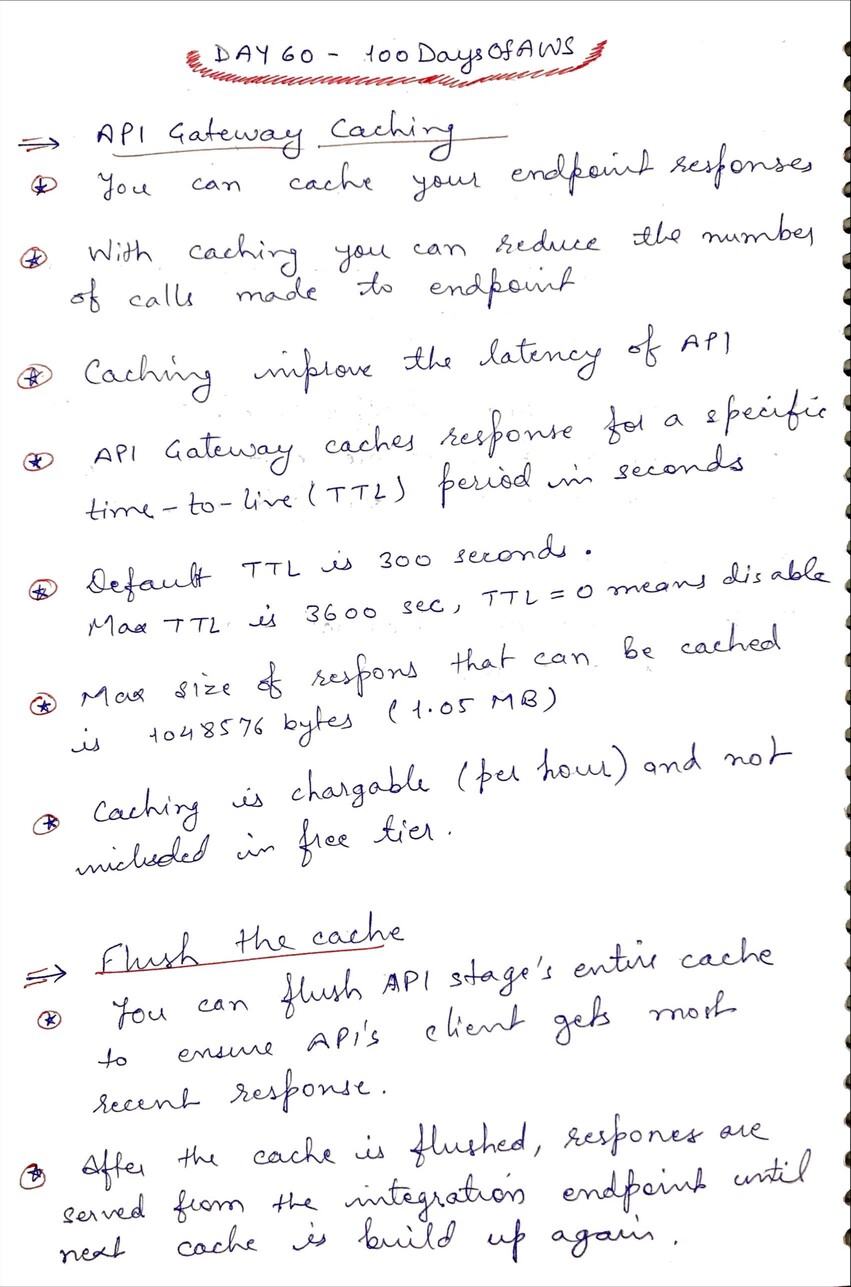 DAY 60 - 100DaysOfAWS
⇒ API Gateway Caching
You can cache your endpoint responses
With caching you can reduce the number
of calls made to endpoint
Caching improve the latency of API
API Gateway caches response for a specific
time-to-live (TTL) period in seconds
Default TTL is 300 seconds.
Max TTL is 3600 sec, TTL = 0 means disable
Max size of respons that can be cached
is 1048576 bytes (1.05 MB)
Caching is chargable (per hour) and not
included in free tier.
⇒ Flush the cache
You can flush API stage's entire cache
to ensure API's client gets most
recent response.
After the cache is flushed, respones are
served from the integration endpoint until
next cache is build up again.